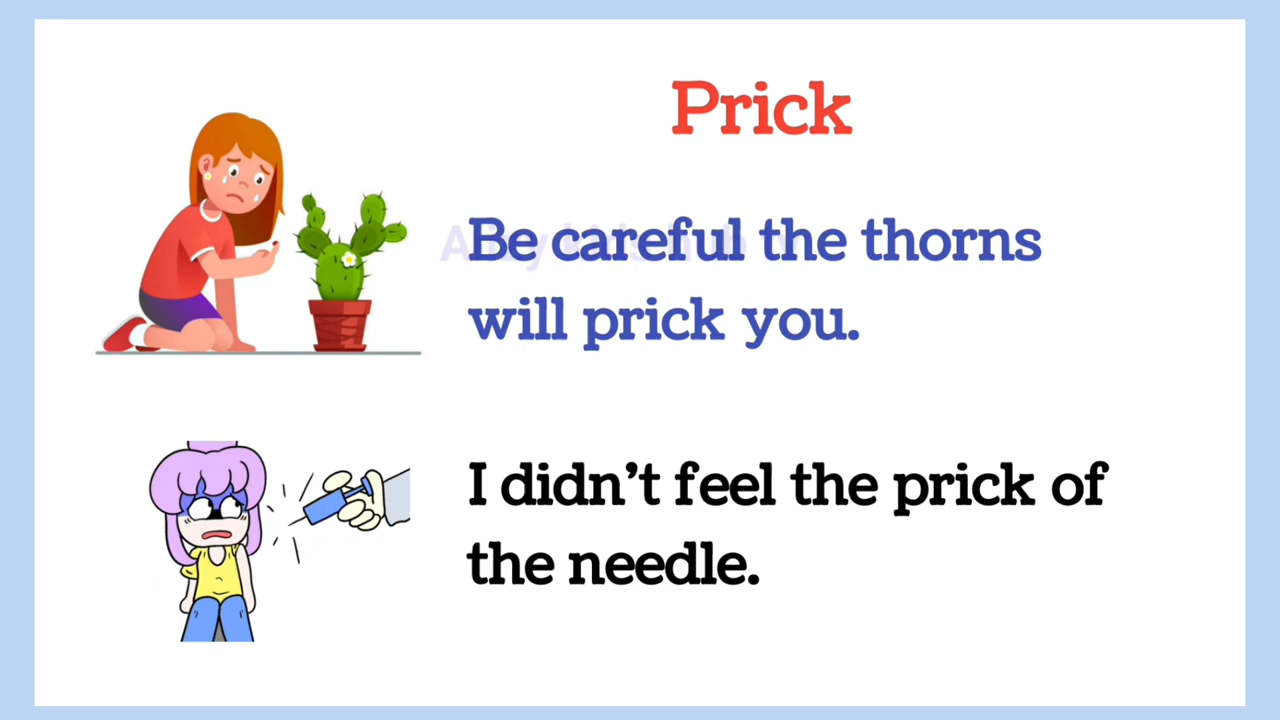 Prick
Be careful the thorns
will prick you.
I didn't feel the prick of
the needle.